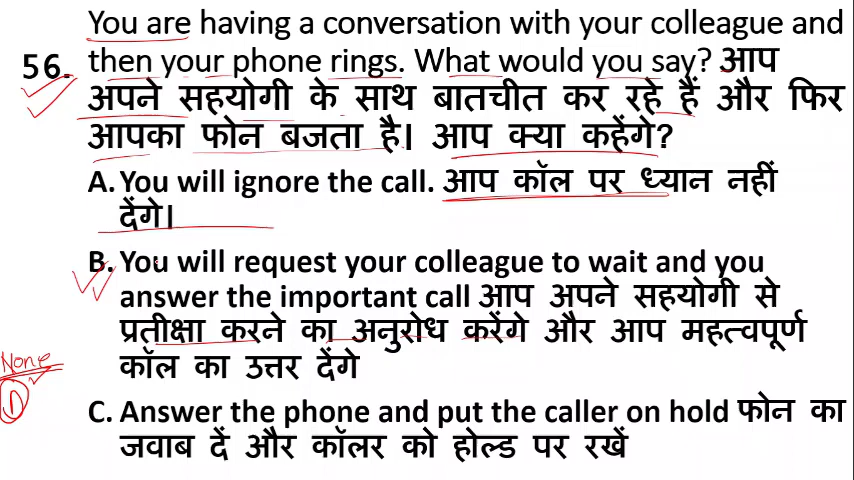 You are having a conversation with your colleague and
56. then your phone rings. What would you say? आप
अपने सहयोगी के साथ बातचीत कर रहे हैं और फिर
आपका फोन बजता है। आप क्या कहेंगे?
A. You will ignore the call. आप कॉल पर ध्यान नहीं
देंगे।
B. You will request your colleague to wait and you
answer the important call आप अपने सहयोगी से
प्रतीक्षा करने का अनुरोध करेंगे और आप महत्वपूर्ण
कॉल का उत्तर देंगे
None
D
C. Answer the phone and put the caller on hold फोन का
जवाब दें और कॉलर को होल्ड पर रखें